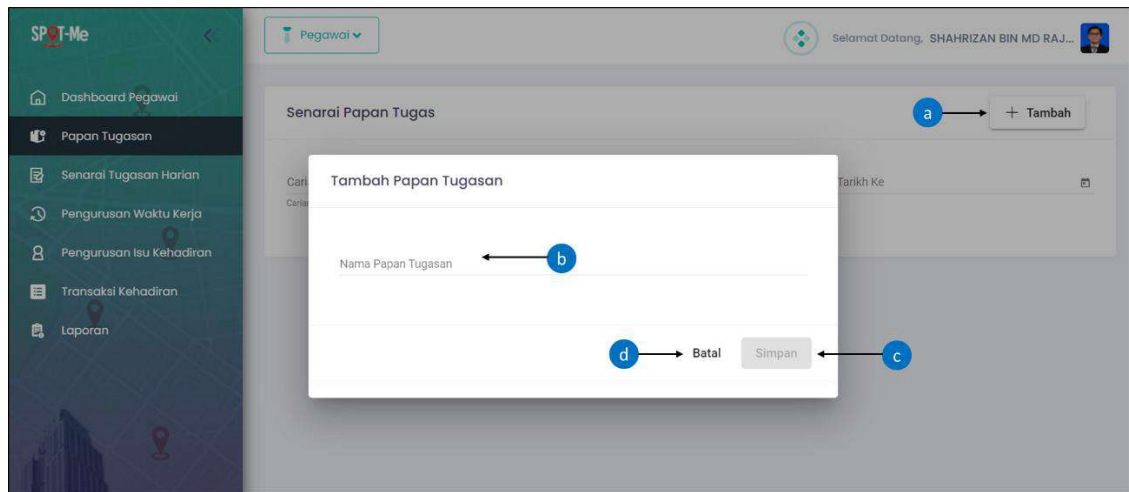 SPOT-Me
Pegawai
Selamat Datang, SHAHRIZAN BIN MD RAJ...
Dashboard Pegawai
Papan Tugasan
Senarai Tugasan Harian
Pengurusan Waktu Kerja
Pengurusan Isu Kehadiran
Transaksi Kehadiran
Laporan
Senarai Papan Tugas
a
+ Tambah
Cari
Carian
Tarikh Ke
Tambah Papan Tugasan
Nama Papan Tugasan
b
d
Batal
Simpan
c